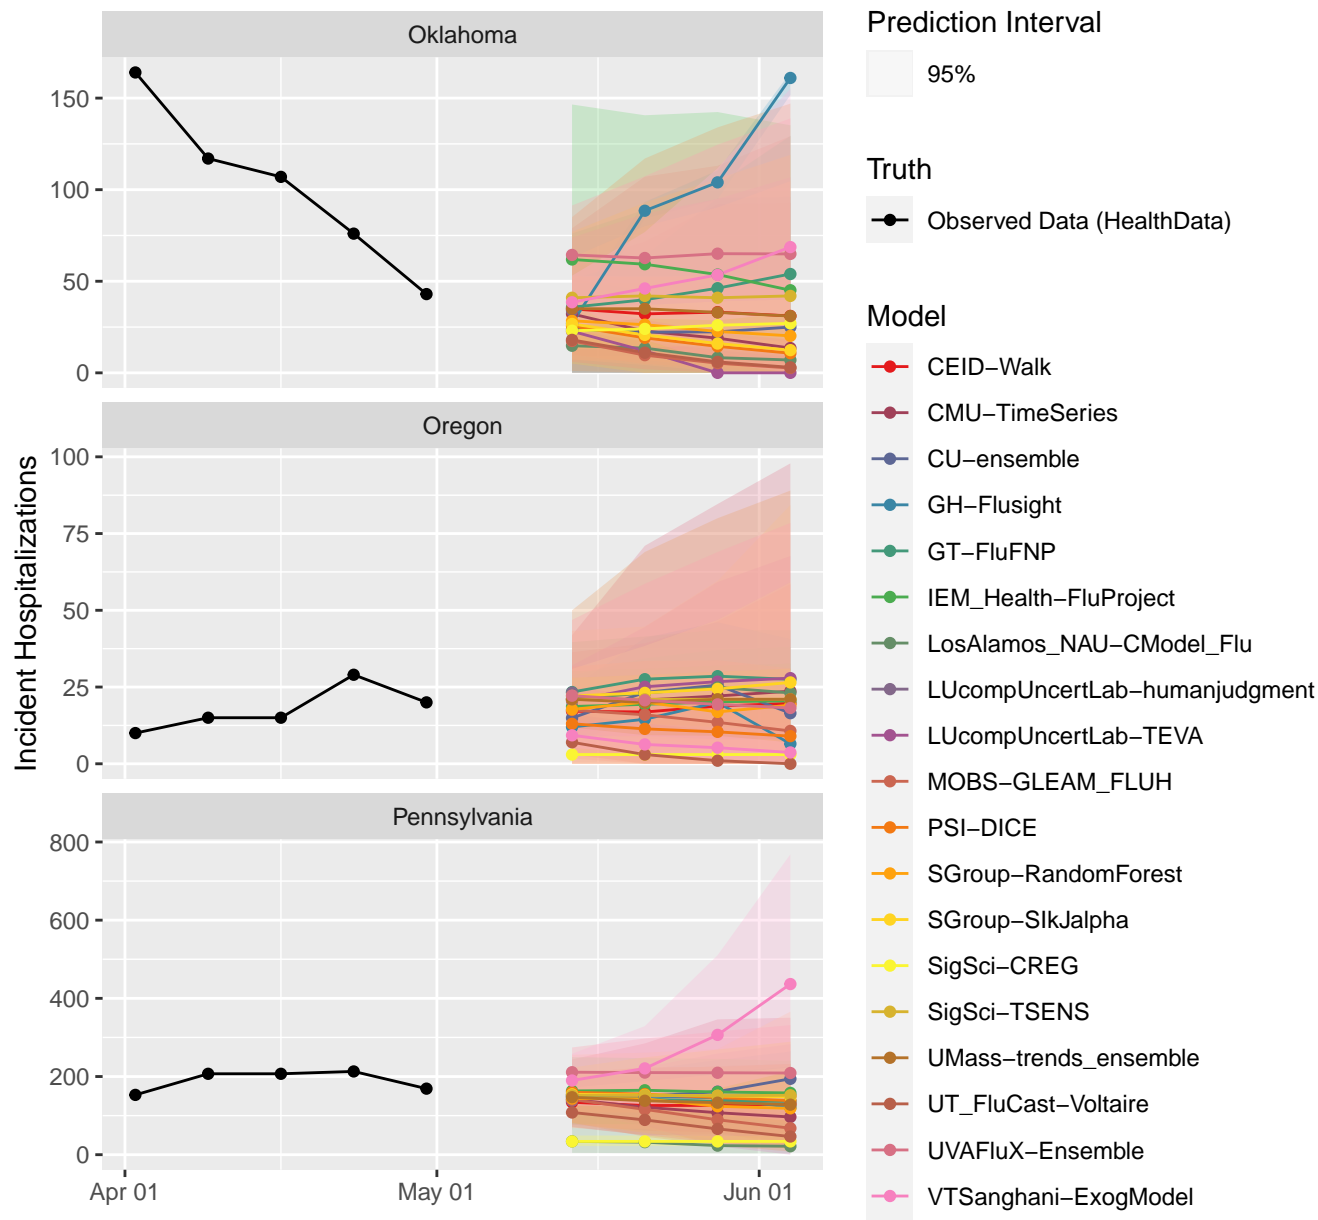 Oklahoma
150
100
50
0
Oregon
100
75
50
25
0
Pennsylvania
800
600
400
200
0
Apr 01
May 01
Jun 01
Incident Hospitalizations
Prediction Interval
95%
Truth
Observed Data (HealthData)
Model
CEID−Walk
CMU−TimeSeries
CU−ensemble
GH−Flusight
GT−FluFNP
IEM_Health−FluProject
LosAlamos_NAU−CModel_Flu
LUcompUncertLab−humanjudgment
LUcompUncertLab−TEVA
MOBS−GLEAM_FLUH
PSI−DICE
SGroup−RandomForest
SGroup−SIkJalpha
SigSci−CREG
SigSci−TSENS
UMass−trends_ensemble
UT_FluCast−Voltaire
UVAFluX−Ensemble
VTSanghani−ExogModel